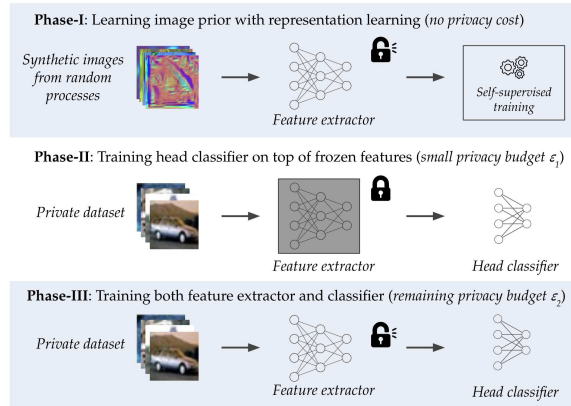 Phase-I: Learning image prior with representation learning (no privacy cost)
Synthetic images
from random
processes
Feature extractor
Self-supervised
training
Phase-II: Training head classifier on top of frozen features (small privacy budget ε₁)
Private dataset
Feature extractor
Head classifier
Phase-III: Training both feature extractor and classifier (remaining privacy budget ε₂)
Private dataset
Feature extractor
Head classifier